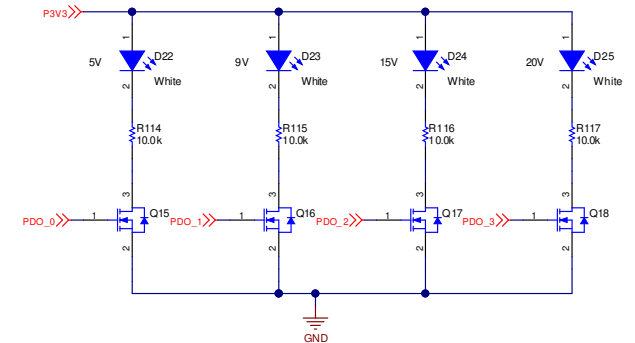 P3V3
1
1
1
1
5V
D22
9V
D23
15V
D24
20V
D25
White
White
White
White
2
2
2
2
R114
10.0k
R115
10.0k
R116
10.0k
R117
10.0k
3
3
3
3
PDO_0
1
Q15
PDO_1
1
Q16
PDO_2
1
Q17
PDO_3
1
Q18
2
2
2
2
GND